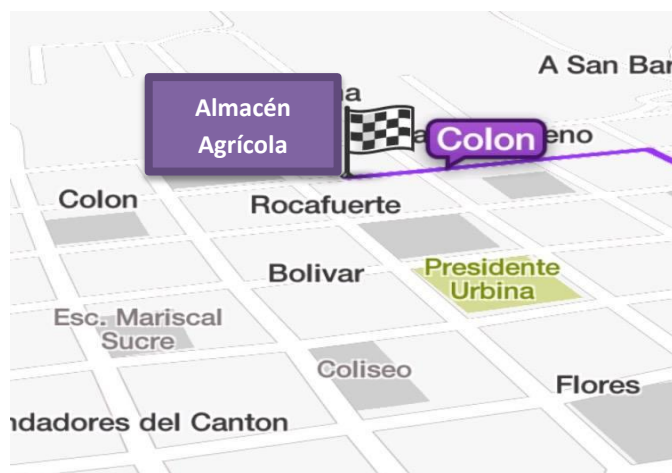 A San Bar
Almacén
Agrícola
Colon
Colon
Rocafuerte
Bolivar
Presidente
Urbina
Esc. Mariscal
Sucre
Coliseo
Flores
ndadores del Canton